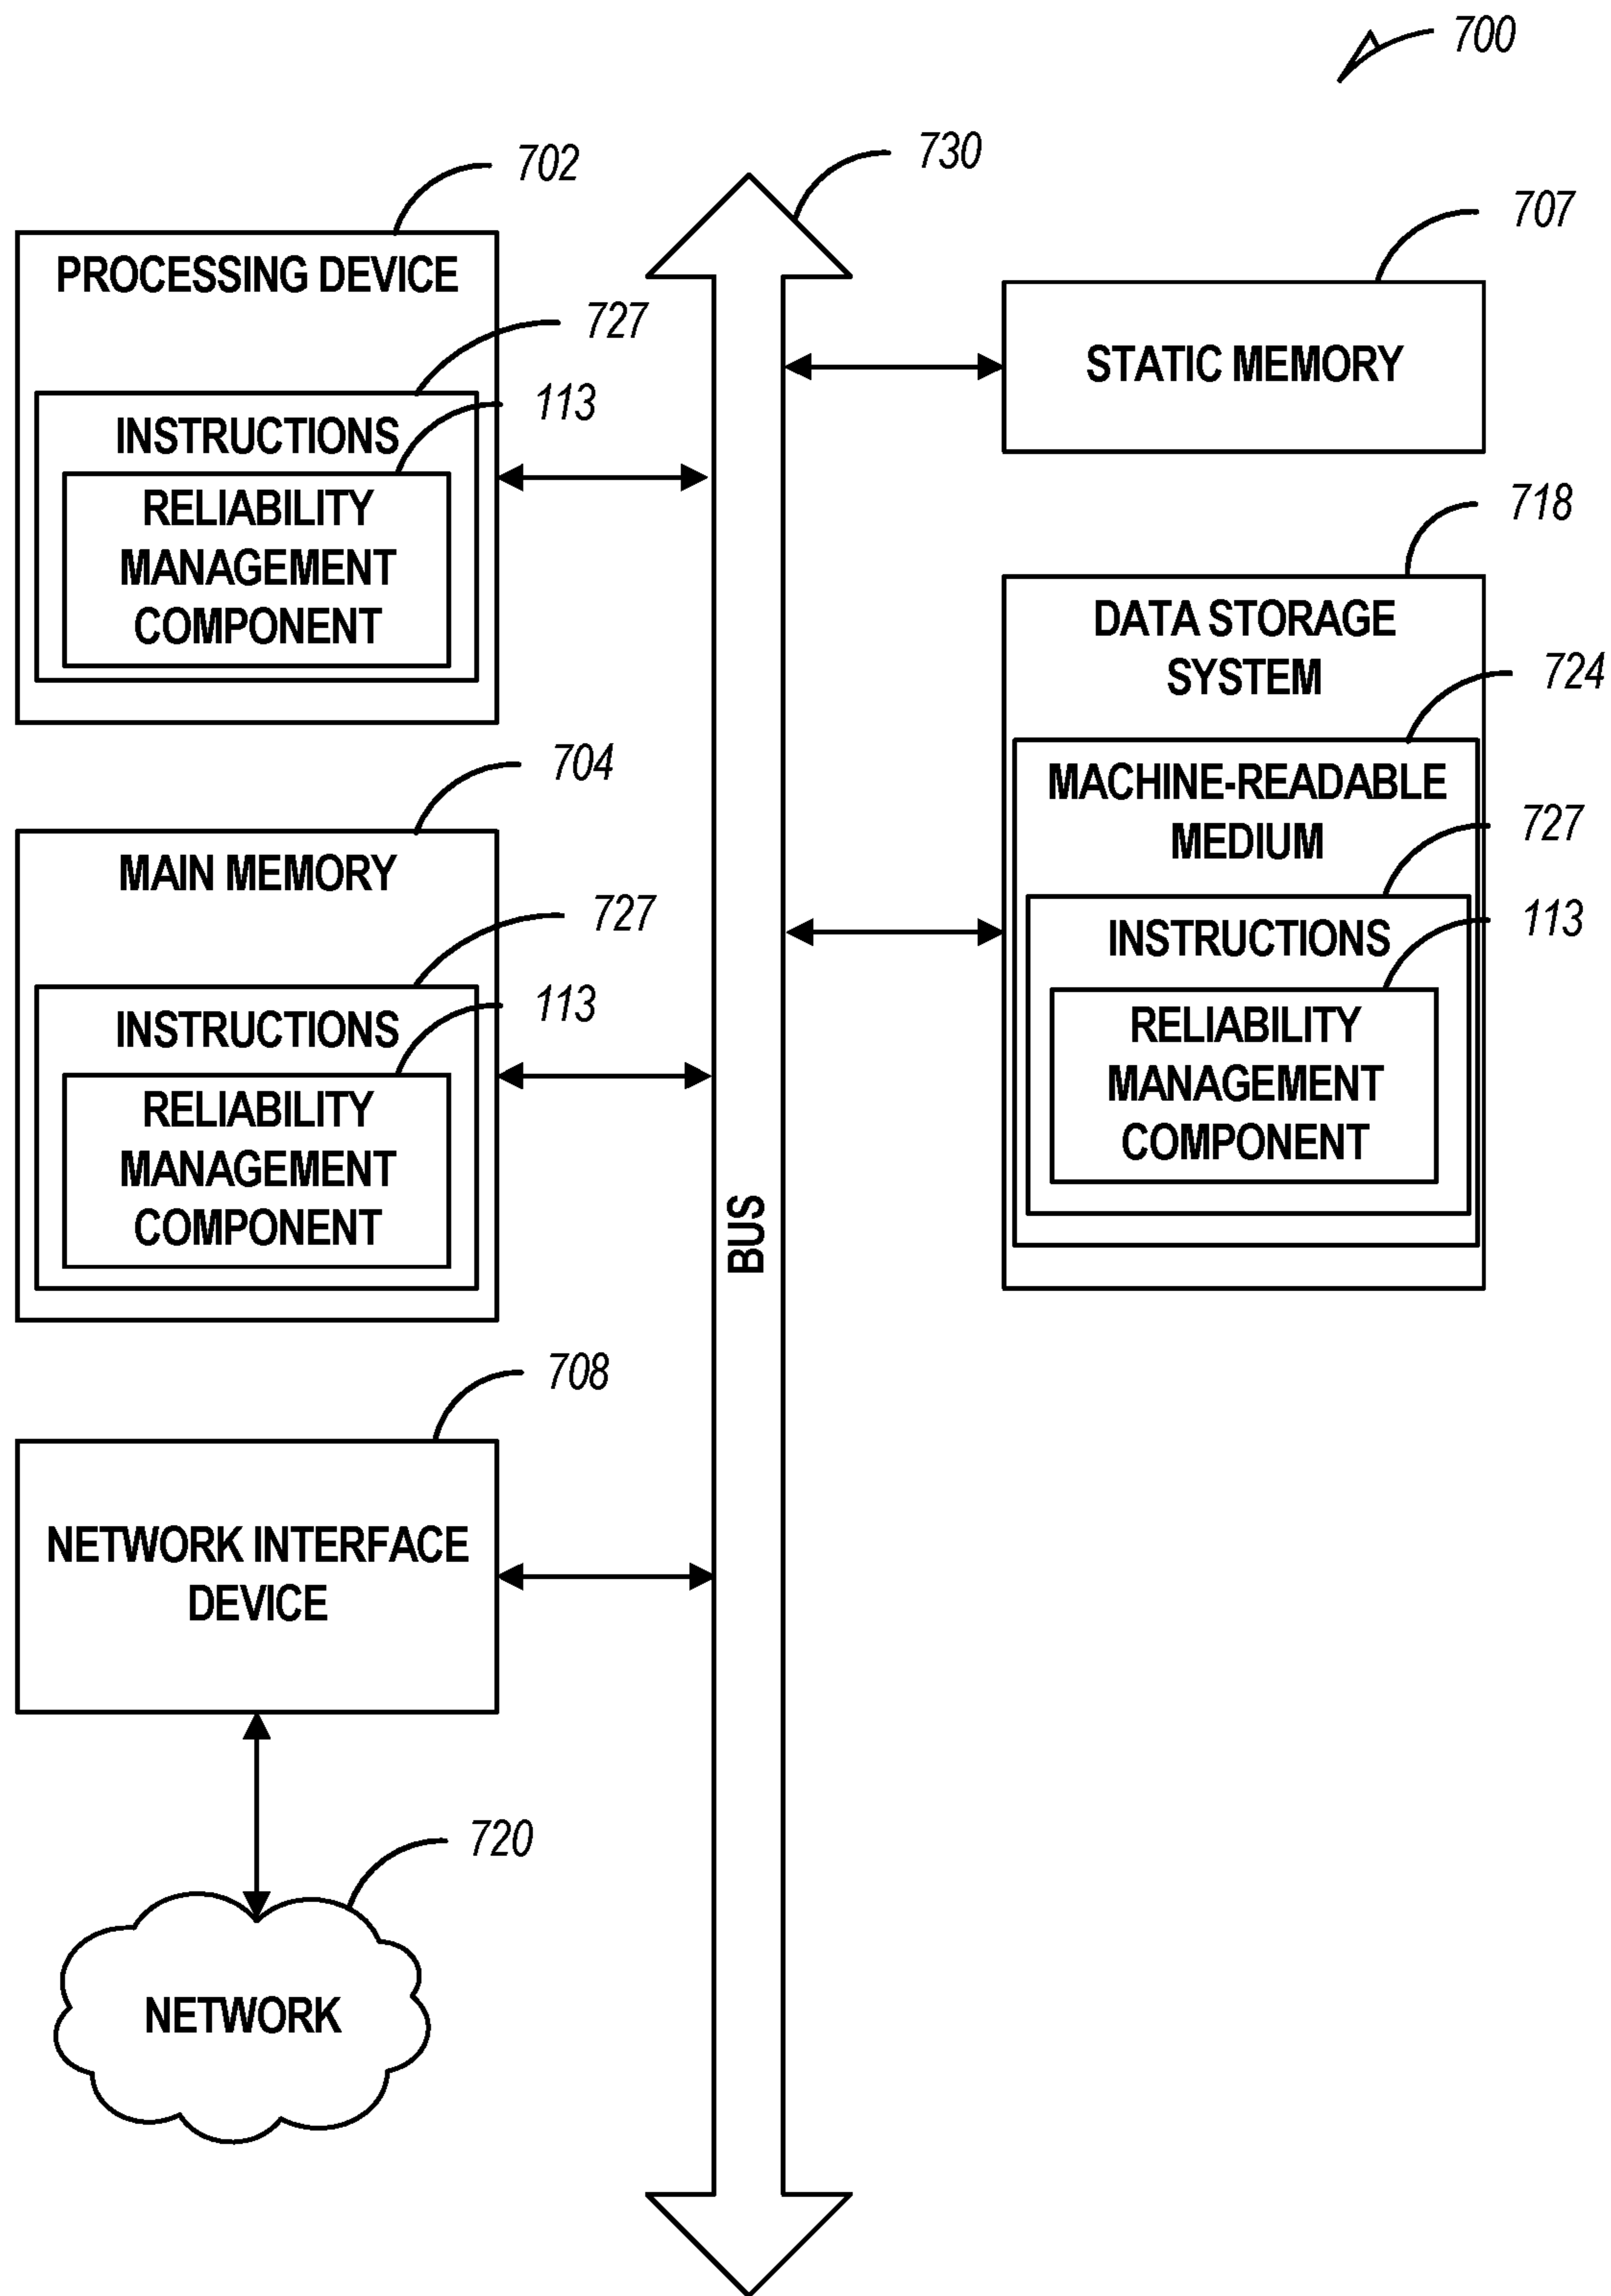 700
730
702
PROCESSING DEVICE
727
INSTRUCTIONS
113
RELIABILITY
MANAGEMENT
COMPONENT
704
MAIN MEMORY
727
INSTRUCTIONS
113
RELIABILITY
MANAGEMENT
COMPONENT
708
NETWORK INTERFACE
DEVICE
720
NETWORK
BUS
707
STATIC MEMORY
718
DATA STORAGE
SYSTEM
724
MACHINE-READABLE
MEDIUM
727
INSTRUCTIONS
113
RELIABILITY
MANAGEMENT
COMPONENT